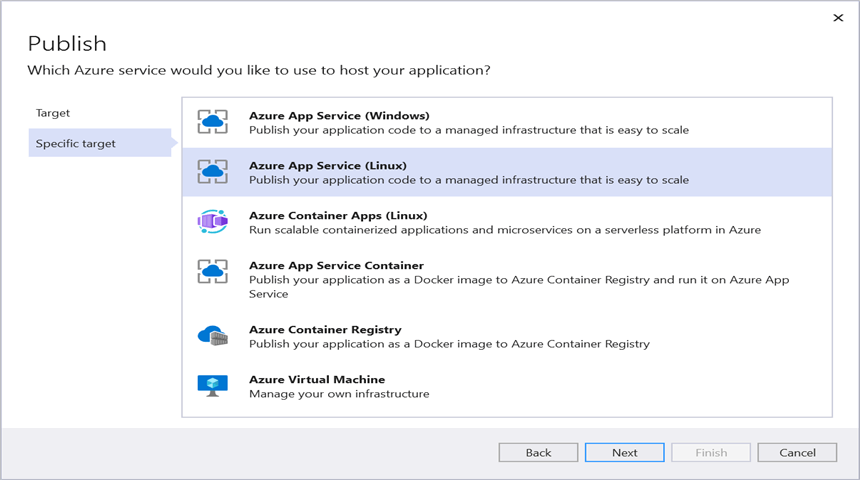 Publish
Which Azure service would you like to use to host your application?
Target
Specific target
Azure App Service (Windows)
Publish your application code to a managed infrastructure that is easy to scale
Azure App Service (Linux)
Publish your application code to a managed infrastructure that is easy to scale
Azure Container Apps (Linux)
Run scalable containerized applications and microservices on a serverless platform in Azure
Azure App Service Container
Publish your application as a Docker image to Azure Container Registry and run it on Azure App
Service
Azure Container Registry
Publish your application as a Docker image to Azure Container Registry
Azure Virtual Machine
Manage your own infrastructure
Back
Next
Finish
Cancel